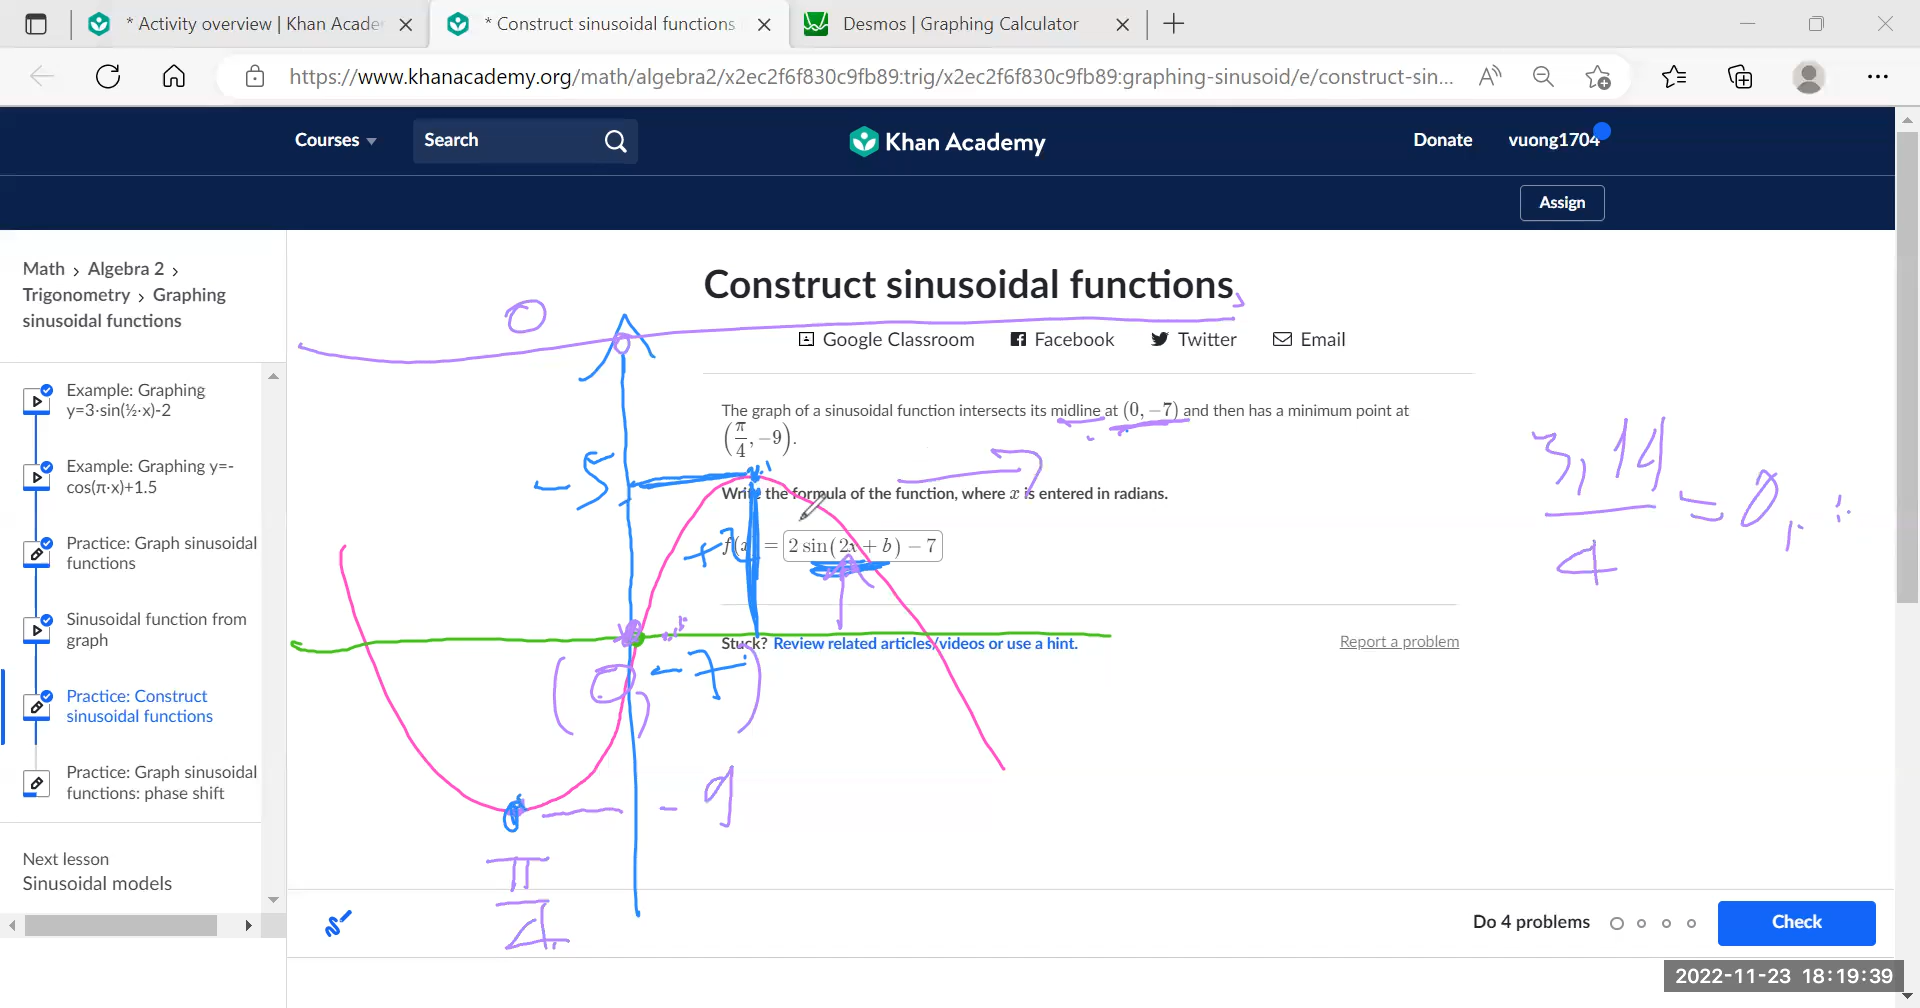 * Activity overview | Khan Acade
* Construct sinusoidal functions
Desmos | Graphing Calculator
https://www.khanacademy.org/math/algebra2/x2ec2f6f830c9fb89:trig/x2ec2f6f830c9fb89:graphing-sinusoid/e/construct-sin...
Courses
Search
Khan Academy
Donate
vuong1704
Assign
Math > Algebra 2 >
Trigonometry > Graphing
sinusoidal functions
Example: Graphing
y=3·sin(½·x)-2
Example: Graphing y=-
cos(π·x)+1.5
Practice: Graph sinusoidal
functions
Sinusoidal function from
graph
Practice: Construct
sinusoidal functions
Practice: Graph sinusoidal
functions: phase shift
Next lesson
Sinusoidal models
Construct sinusoidal functions
Google Classroom
Facebook
Twitter
Email
The graph of a sinusoidal function intersects its midline at (0, −7) and then has a minimum point at
(π/4, −9).
Write the formula of the function, where x is entered in radians.
f(x) = 2 sin(2x + b) − 7
Stuck? Review related articles/videos or use a hint.
Report a problem
0
-5
+2
(0, -7)
-9
π/4
3,14/4 = 0,
Do 4 problems
Check
2022-11-23 18:19:39